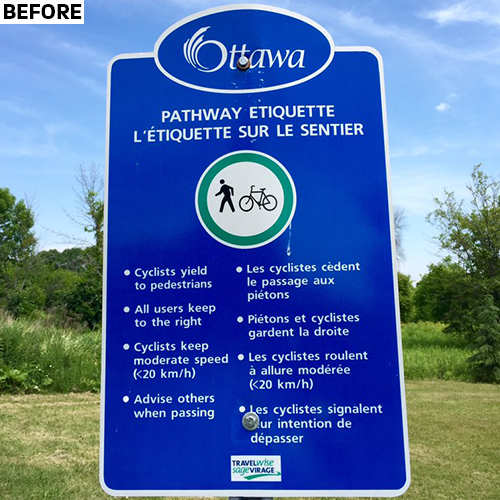 BEFORE
Ottawa
PATHWAY ETIQUETTE
L'ÉTIQUETTE SUR LE SENTIER
• Cyclists yield
to pedestrians
• All users keep
to the right
• Cyclists keep
moderate speed
(<20 km/h)
• Advise others
when passing
• Les cyclistes cèdent
le passage aux
piétons
• Piétons et cyclistes
gardent la droite
• Les cyclistes roulent
à allure modérée
(<20 km/h)
• Les cyclistes signalent
leur intention de
dépasser
TRAVELWise
sageVIRAGE